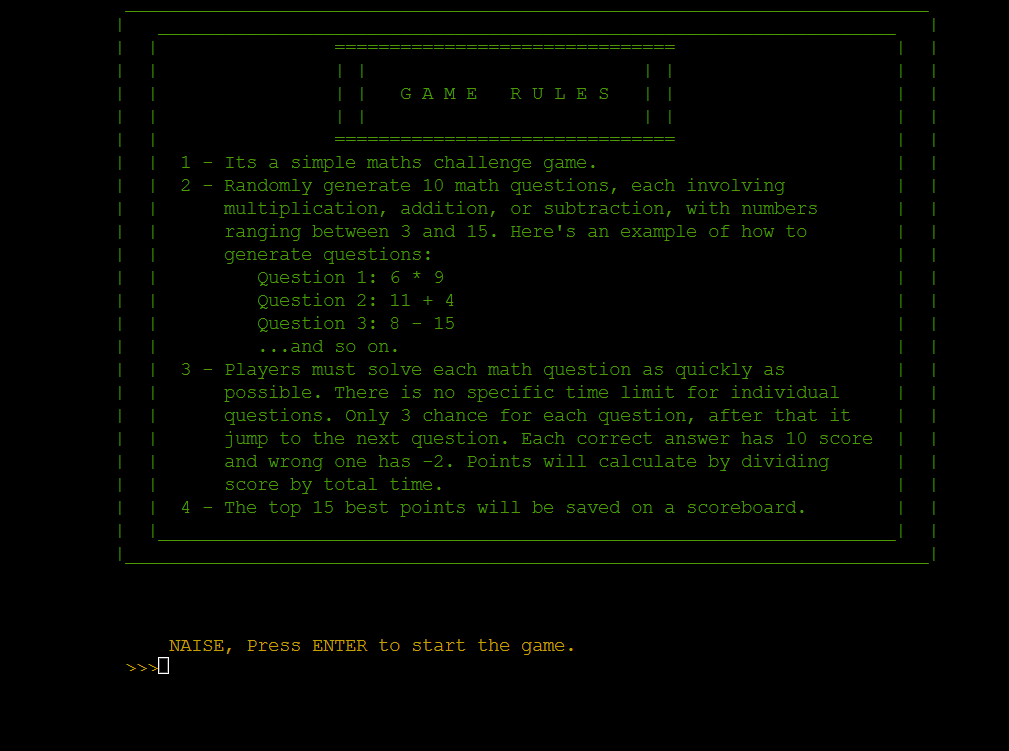 G A M E   R U L E S
1 - Its a simple maths challenge game.
2 - Randomly generate 10 math questions, each involving
multiplication, addition, or subtraction, with numbers
ranging between 3 and 15. Here's an example of how to
generate questions:
Question 1: 6 * 9
Question 2: 11 + 4
Question 3: 8 - 15
...and so on.
3 - Players must solve each math question as quickly as
possible. There is no specific time limit for individual
questions. Only 3 chance for each question, after that it
jump to the next question. Each correct answer has 10 score
and wrong one has -2. Points will calculate by dividing
score by total time.
4 - The top 15 best points will be saved on a scoreboard.
NAISE, Press ENTER to start the game.
>>>